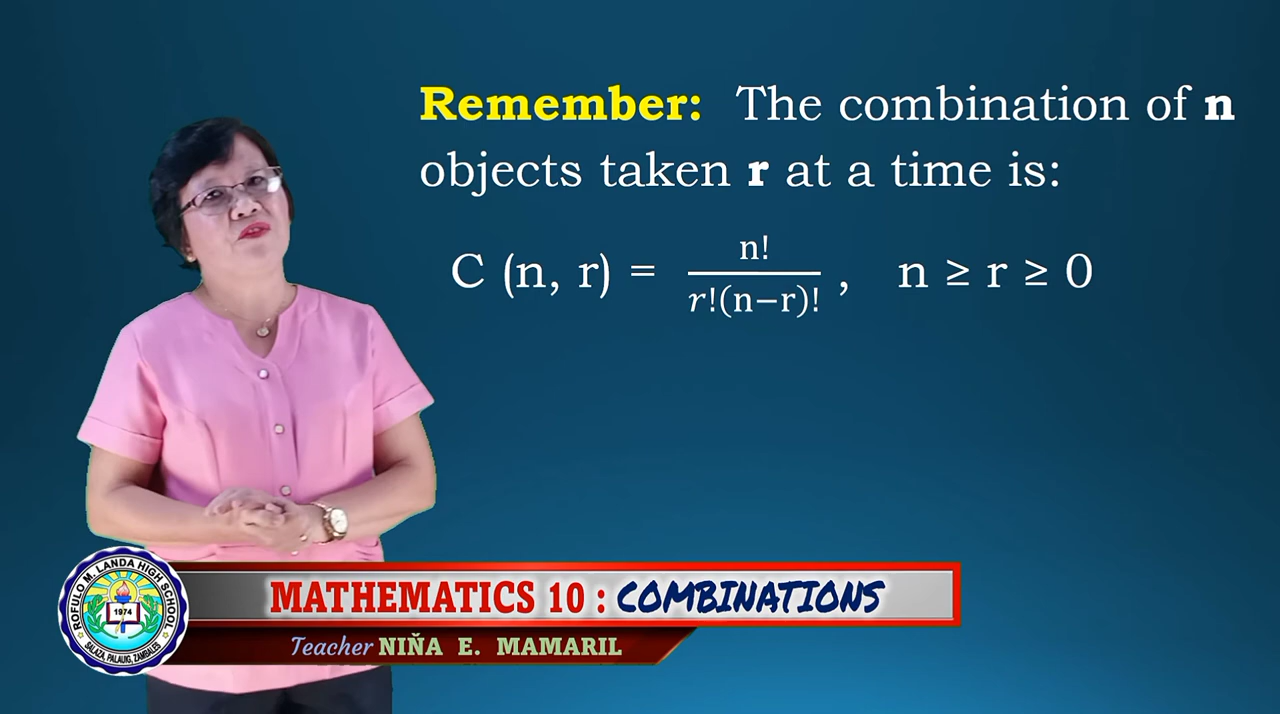 Remember: The combination of n
objects taken r at a time is:
C (n, r) = n!/r!(n−r)! , n ≥ r ≥ 0
MATHEMATICS 10 : COMBINATIONS
Teacher NIÑA E. MAMARIL
ROFULO M. LANDA HIGH SCHOOL
1974
SALAZA, PALAUIG, ZAMBALES